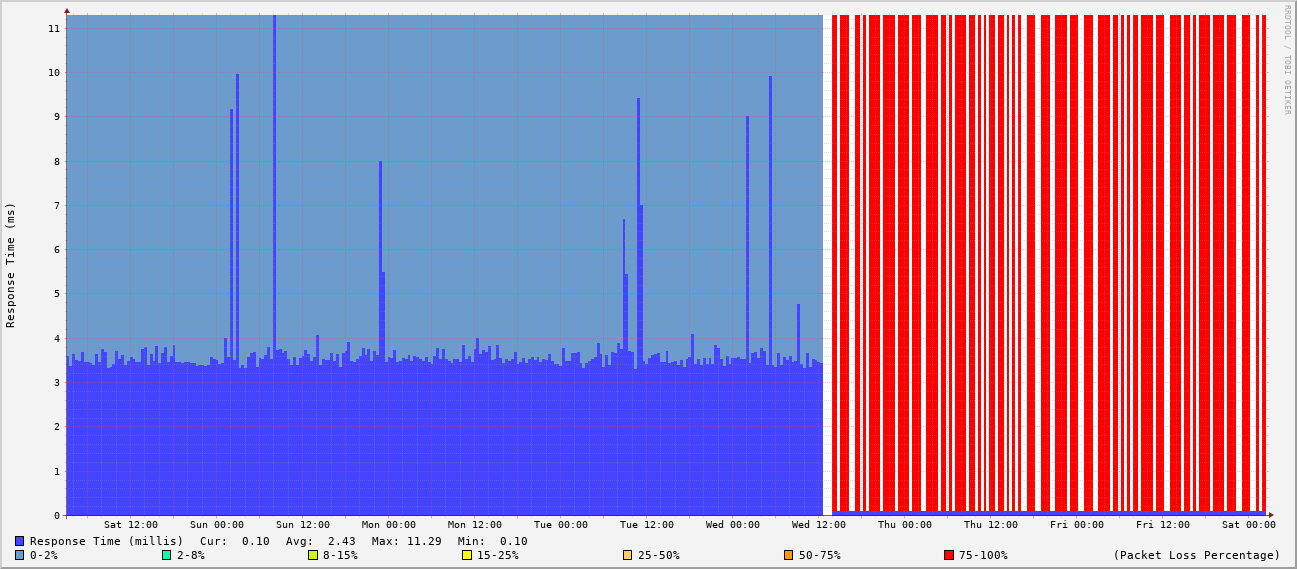 RRDTOOL / TOBI OETIKER
Response Time (ms)
11
10
9
8
7
6
5
4
3
2
1
0
Sat 12:00 Sun 00:00 Sun 12:00 Mon 00:00 Mon 12:00 Tue 00:00 Tue 12:00 Wed 00:00 Wed 12:00 Thu 00:00 Thu 12:00 Fri 00:00 Fri 12:00 Sat 00:00
Response Time (millis) Cur: 0.10 Avg: 2.43 Max: 11.29 Min: 0.10
0-2% 2-8% 8-15% 15-25% 25-50% 50-75% 75-100% (Packet Loss Percentage)